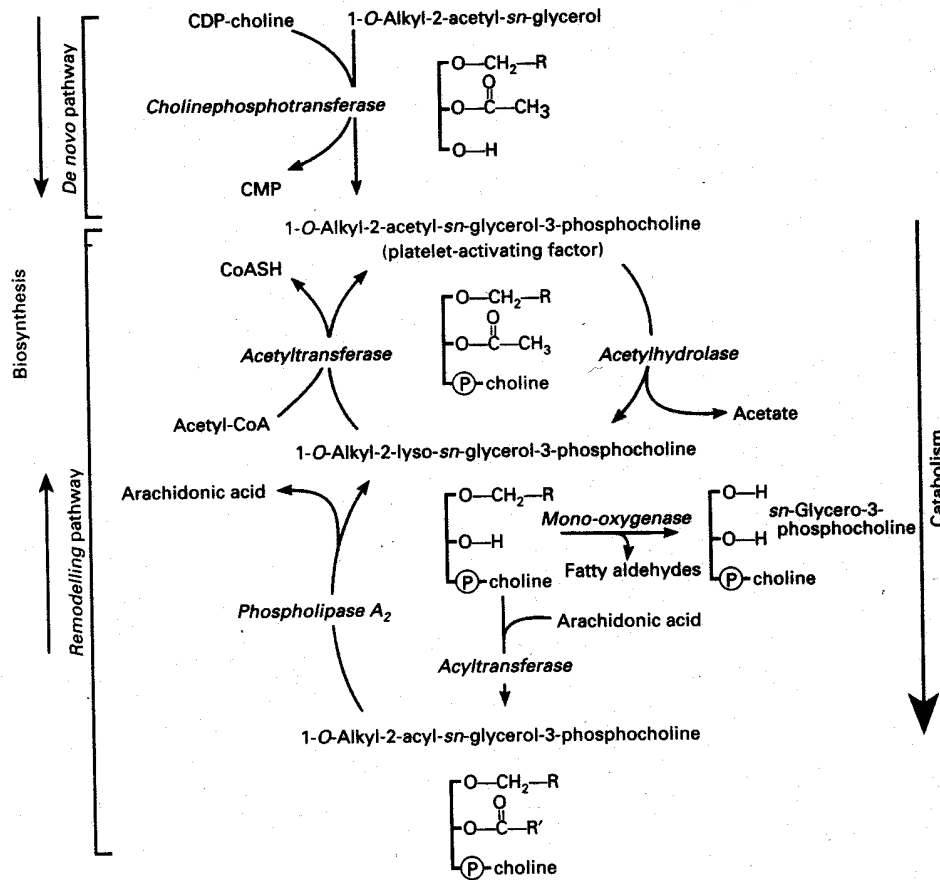 CDP-choline
1-O-Alkyl-2-acetyl-sn-glycerol
O—CH2—R
O
O—C—CH3
O—H
Cholinephosphotransferase
CMP
De novo pathway
1-O-Alkyl-2-acetyl-sn-glycerol-3-phosphocholine
(platelet-activating factor)
CoASH
O—CH2—R
O
O—C—CH3
P-choline
Acetyltransferase
Acetylhydrolase
Acetyl-CoA
Acetate
Biosynthesis
1-O-Alkyl-2-lyso-sn-glycerol-3-phosphocholine
Arachidonic acid
O—CH2—R
O—H
P-choline
Mono-oxygenase
Fatty aldehydes
O—H
O—H
P-choline
sn-Glycero-3-
phosphocholine
Catabolism
Phospholipase A2
Arachidonic acid
Acyltransferase
Remodelling pathway
1-O-Alkyl-2-acyl-sn-glycerol-3-phosphocholine
O—CH2—R
O
O—C—R′
P-choline